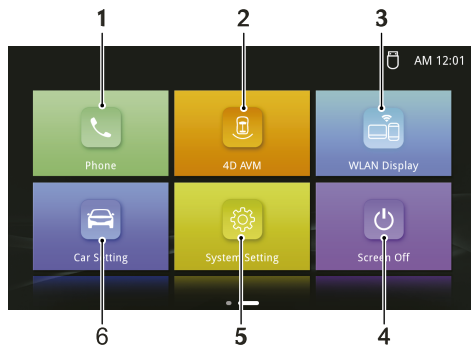 1 2 3
AM 12:01
Phone 4D AVM WLAN Display
Car Setting System Setting Screen Off
6 5 4